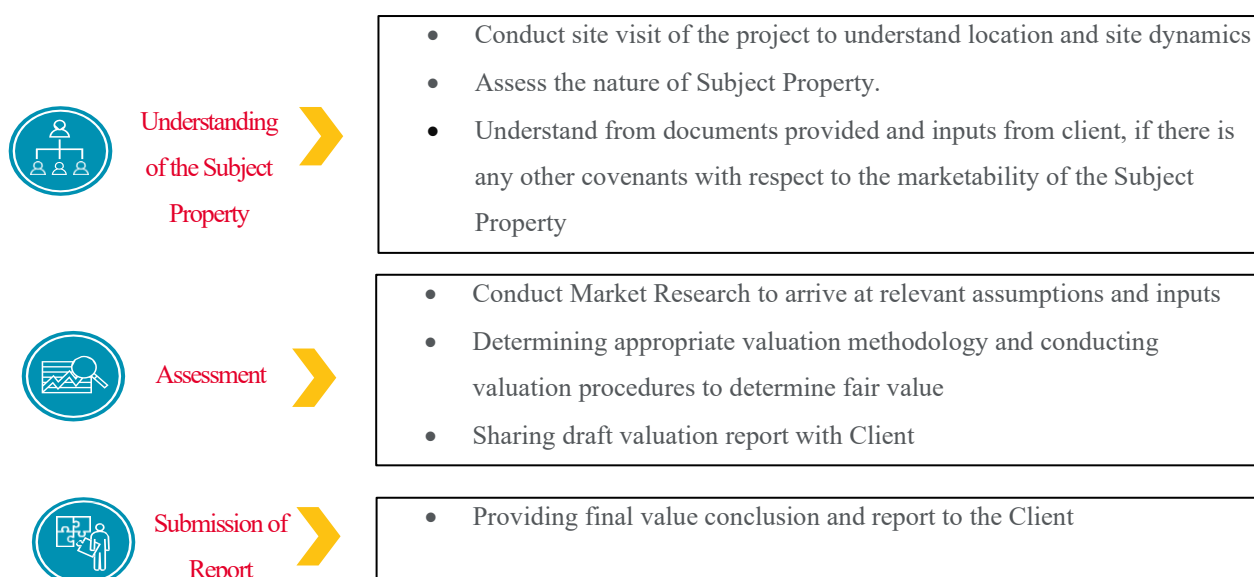 Understanding
of the Subject
Property
• Conduct site visit of the project to understand location and site dynamics
• Assess the nature of Subject Property.
• Understand from documents provided and inputs from client, if there is
any other covenants with respect to the marketability of the Subject
Property
Assessment
• Conduct Market Research to arrive at relevant assumptions and inputs
• Determining appropriate valuation methodology and conducting
valuation procedures to determine fair value
• Sharing draft valuation report with Client
Submission of
Report
• Providing final value conclusion and report to the Client